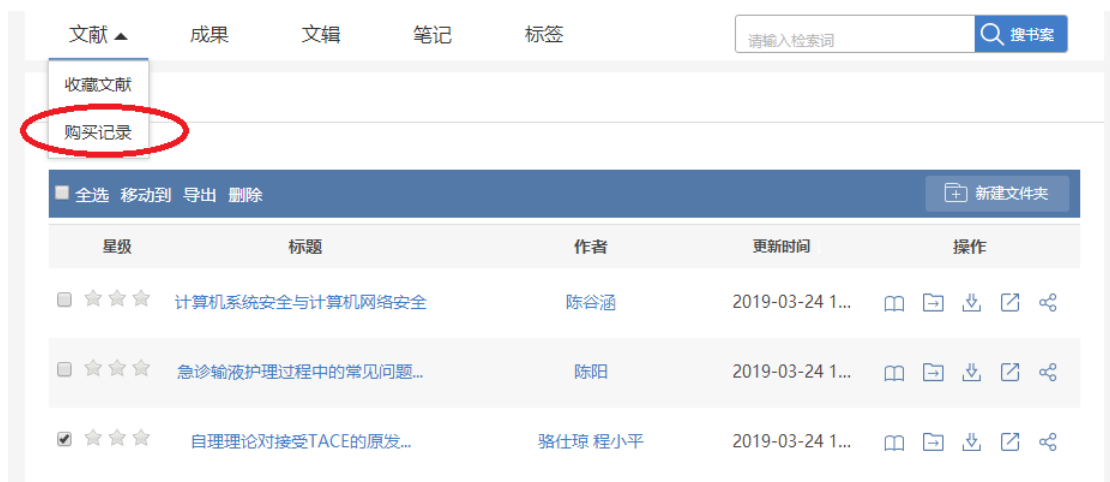 文献 ▲ 成果 文辑 笔记 标签 请输入检索词 搜书案
收藏文献
购买记录
全选 移动到 导出 删除 新建文件夹
星级 标题 作者 更新时间 操作
计算机系统安全与计算机网络安全 陈谷涵 2019-03-24 1...
急诊输液护理过程中的常见问题... 陈阳 2019-03-24 1...
自理理论对接受TACE的原发... 骆仕琼 程小平 2019-03-24 1...